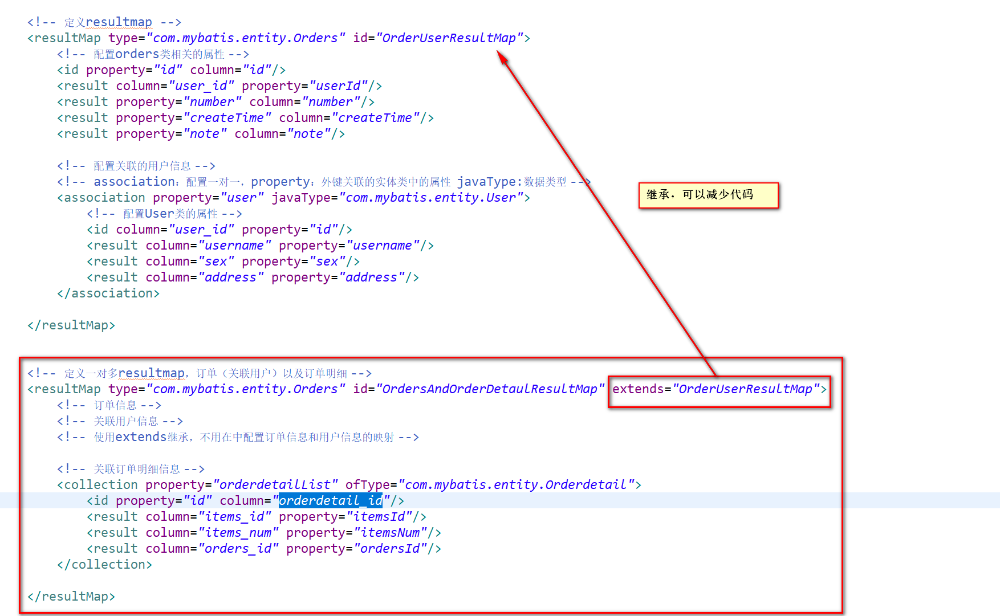 <!-- 定义resultmap -->
<resultMap type="com.mybatis.entity.Orders" id="OrderUserResultMap">
<!-- 配置orders类相关的属性 -->
<id property="id" column="id"/>
<result column="user_id" property="userId"/>
<result property="number" column="number"/>
<result property="createTime" column="createTime"/>
<result property="note" column="note"/>
<!-- 配置关联的用户信息 -->
<!-- association：配置一对一，property：外键关联的实体类中的属性 javaType:数据类型 -->
<association property="user" javaType="com.mybatis.entity.User">
继承，可以减少代码
<!-- 配置User类的属性 -->
<id column="user_id" property="id"/>
<result column="username" property="username"/>
<result column="sex" property="sex"/>
<result column="address" property="address"/>
</association>
</resultMap>
<!-- 定义一对多resultmap，订单（关联用户）以及订单明细 -->
<resultMap type="com.mybatis.entity.Orders" id="OrdersAndOrderDetaulResultMap" extends="OrderUserResultMap">
<!-- 订单信息 -->
<!-- 关联用户信息 -->
<!-- 使用extends继承，不用在中配置订单信息和用户信息的映射 -->
<!-- 关联订单明细信息 -->
<collection property="orderdetailList" ofType="com.mybatis.entity.Orderdetail">
<id property="id" column="orderdetail_id"/>
<result column="items_id" property="itemsId"/>
<result column="items_num" property="itemsNum"/>
<result column="orders_id" property="ordersId"/>
</collection>
</resultMap>